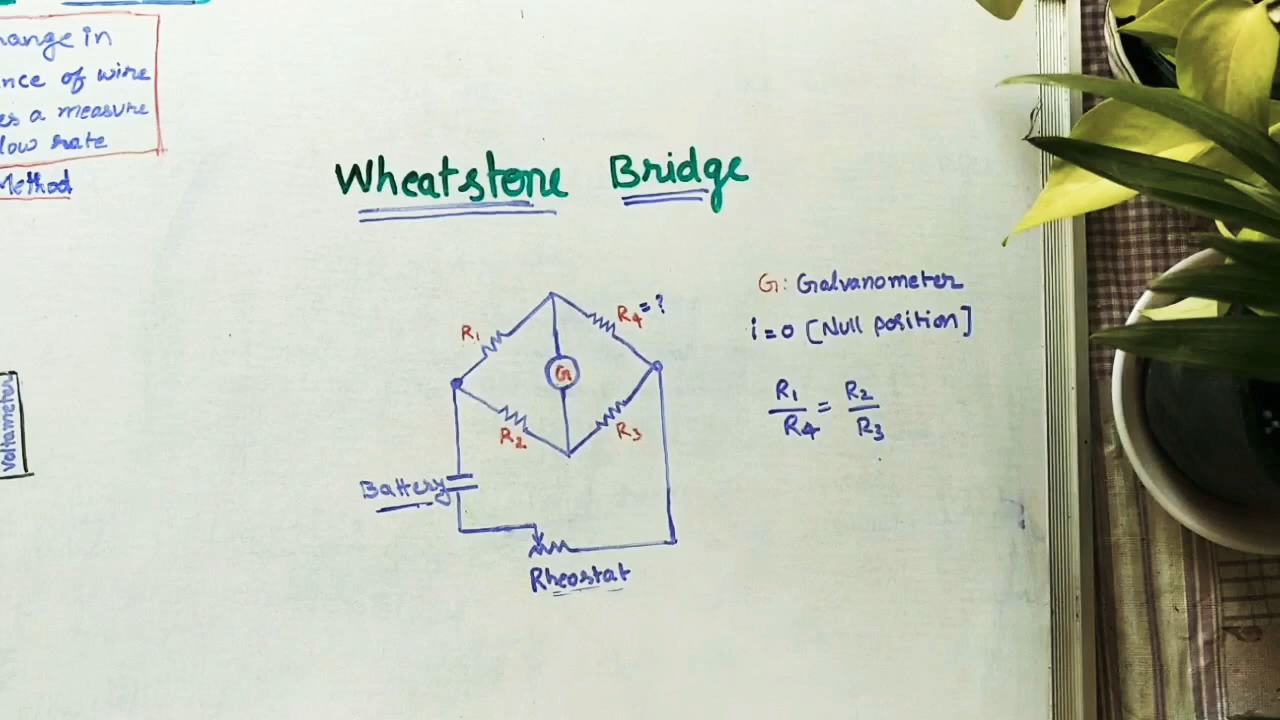 hange in
nce of wire
es a measure
low rate
Method
Voltameter
Wheatstone Bridge
R1
R4 = ?
G
R2
R3
Battery
Rheostat
G: Galvanometer
i = 0 [Null position]
R1/R4 = R2/R3